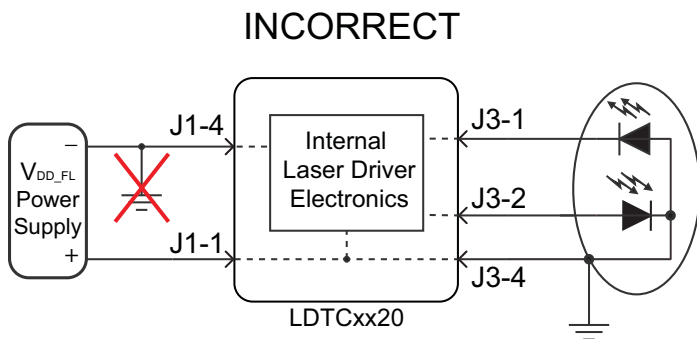 INCORRECT
J1-4
J3-1
−
VDD_FL
Power
Supply
+
Internal
Laser Driver
Electronics
J3-2
J1-1
J3-4
LDTCxx20